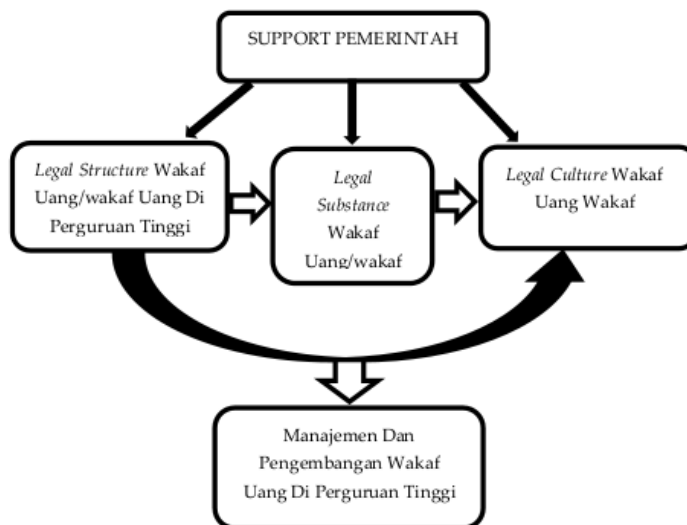 SUPPORT PEMERINTAH
Legal Structure Wakaf
Uang/wakaf Uang Di
Perguruan Tinggi
Legal
Substance
Wakaf
Uang/wakaf
Legal Culture Wakaf
Uang Wakaf
Manajemen Dan
Pengembangan Wakaf
Uang Di Perguruan Tinggi